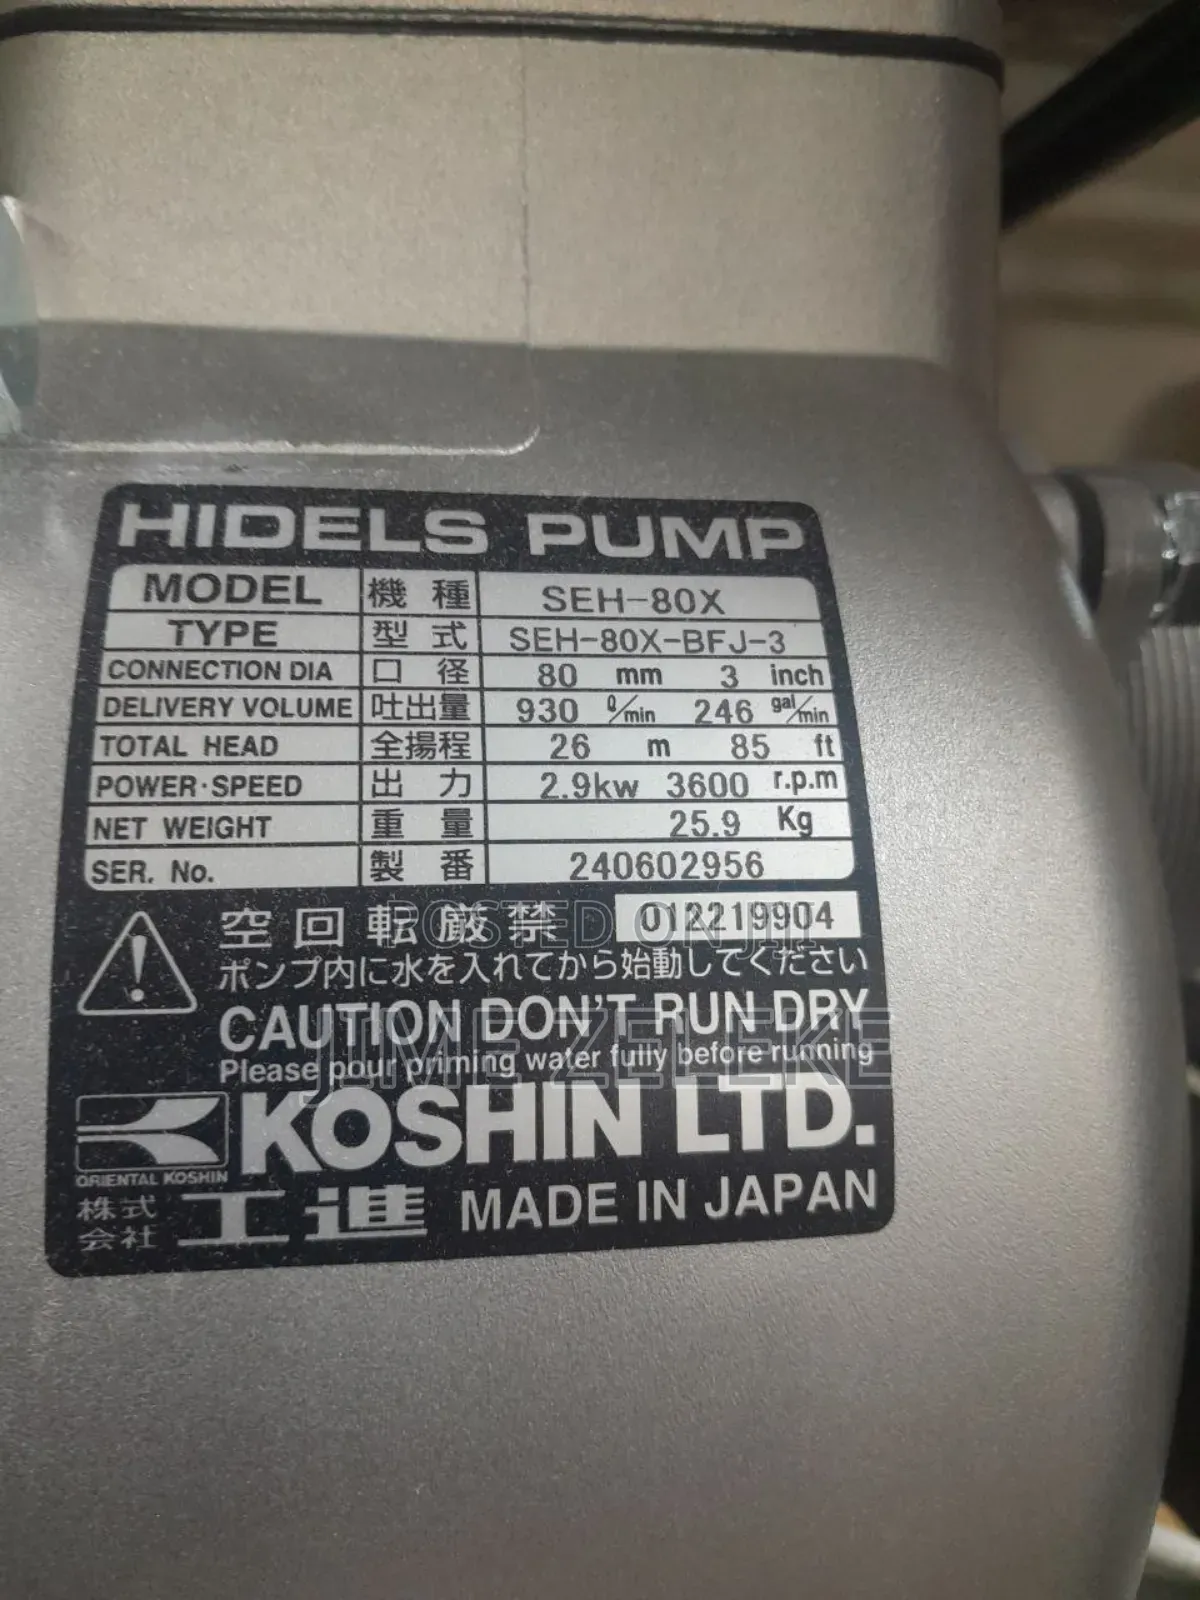 HIDELS PUMP
MODEL 機種 SEH-80X
TYPE 型式 SEH-80X-BFJ-3
CONNECTION DIA 口径 80 mm 3 inch
DELIVERY VOLUME 吐出量 930 ℓ/min 246 gal/min
TOTAL HEAD 全揚程 26 m 85 ft
POWER·SPEED 出力 2.9kw 3600 r.p.m
NET WEIGHT 重量 25.9 Kg
SER. No. 製番 240602956
空回転厳禁 012219904
POSTED ON JIJI
ポンプ内に水を入れてから始動してください
CAUTION DON'T RUN DRY
JIME ZELEKE
Please pour priming water fully before running
KOSHIN LTD.
ORIENTAL KOSHIN
株式会社 工進 MADE IN JAPAN